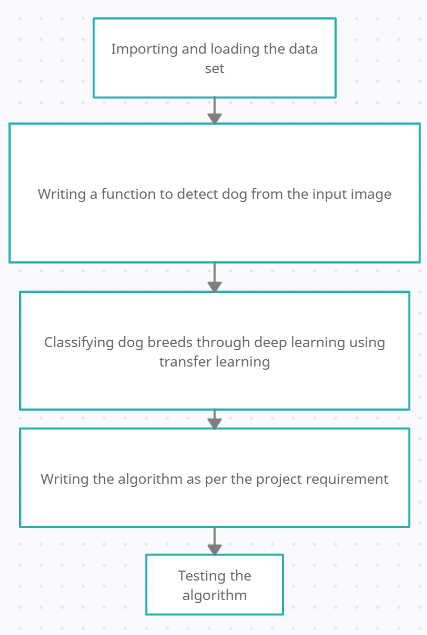 Importing and loading the data
set
Writing a function to detect dog from the input image
Classifying dog breeds through deep learning using
transfer learning
Writing the algorithm as per the project requirement
Testing the
algorithm